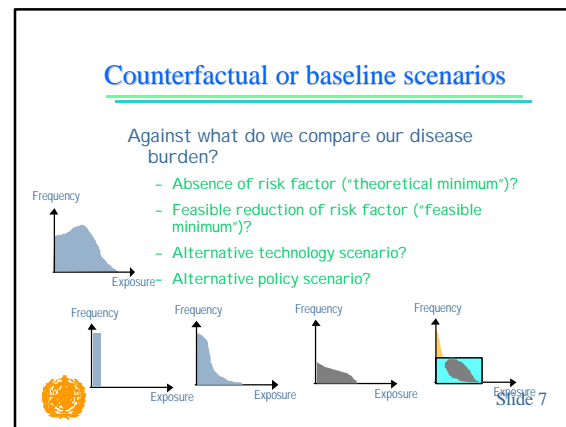 Counterfactual or baseline scenarios
Against what do we compare our disease
burden?
– Absence of risk factor ("theoretical minimum")?
– Feasible reduction of risk factor ("feasible
minimum")?
– Alternative technology scenario?
– Alternative policy scenario?
Frequency
Exposure
Frequency
Exposure
Frequency
Exposure
Frequency
Exposure
Frequency
Exposure
Slide 7